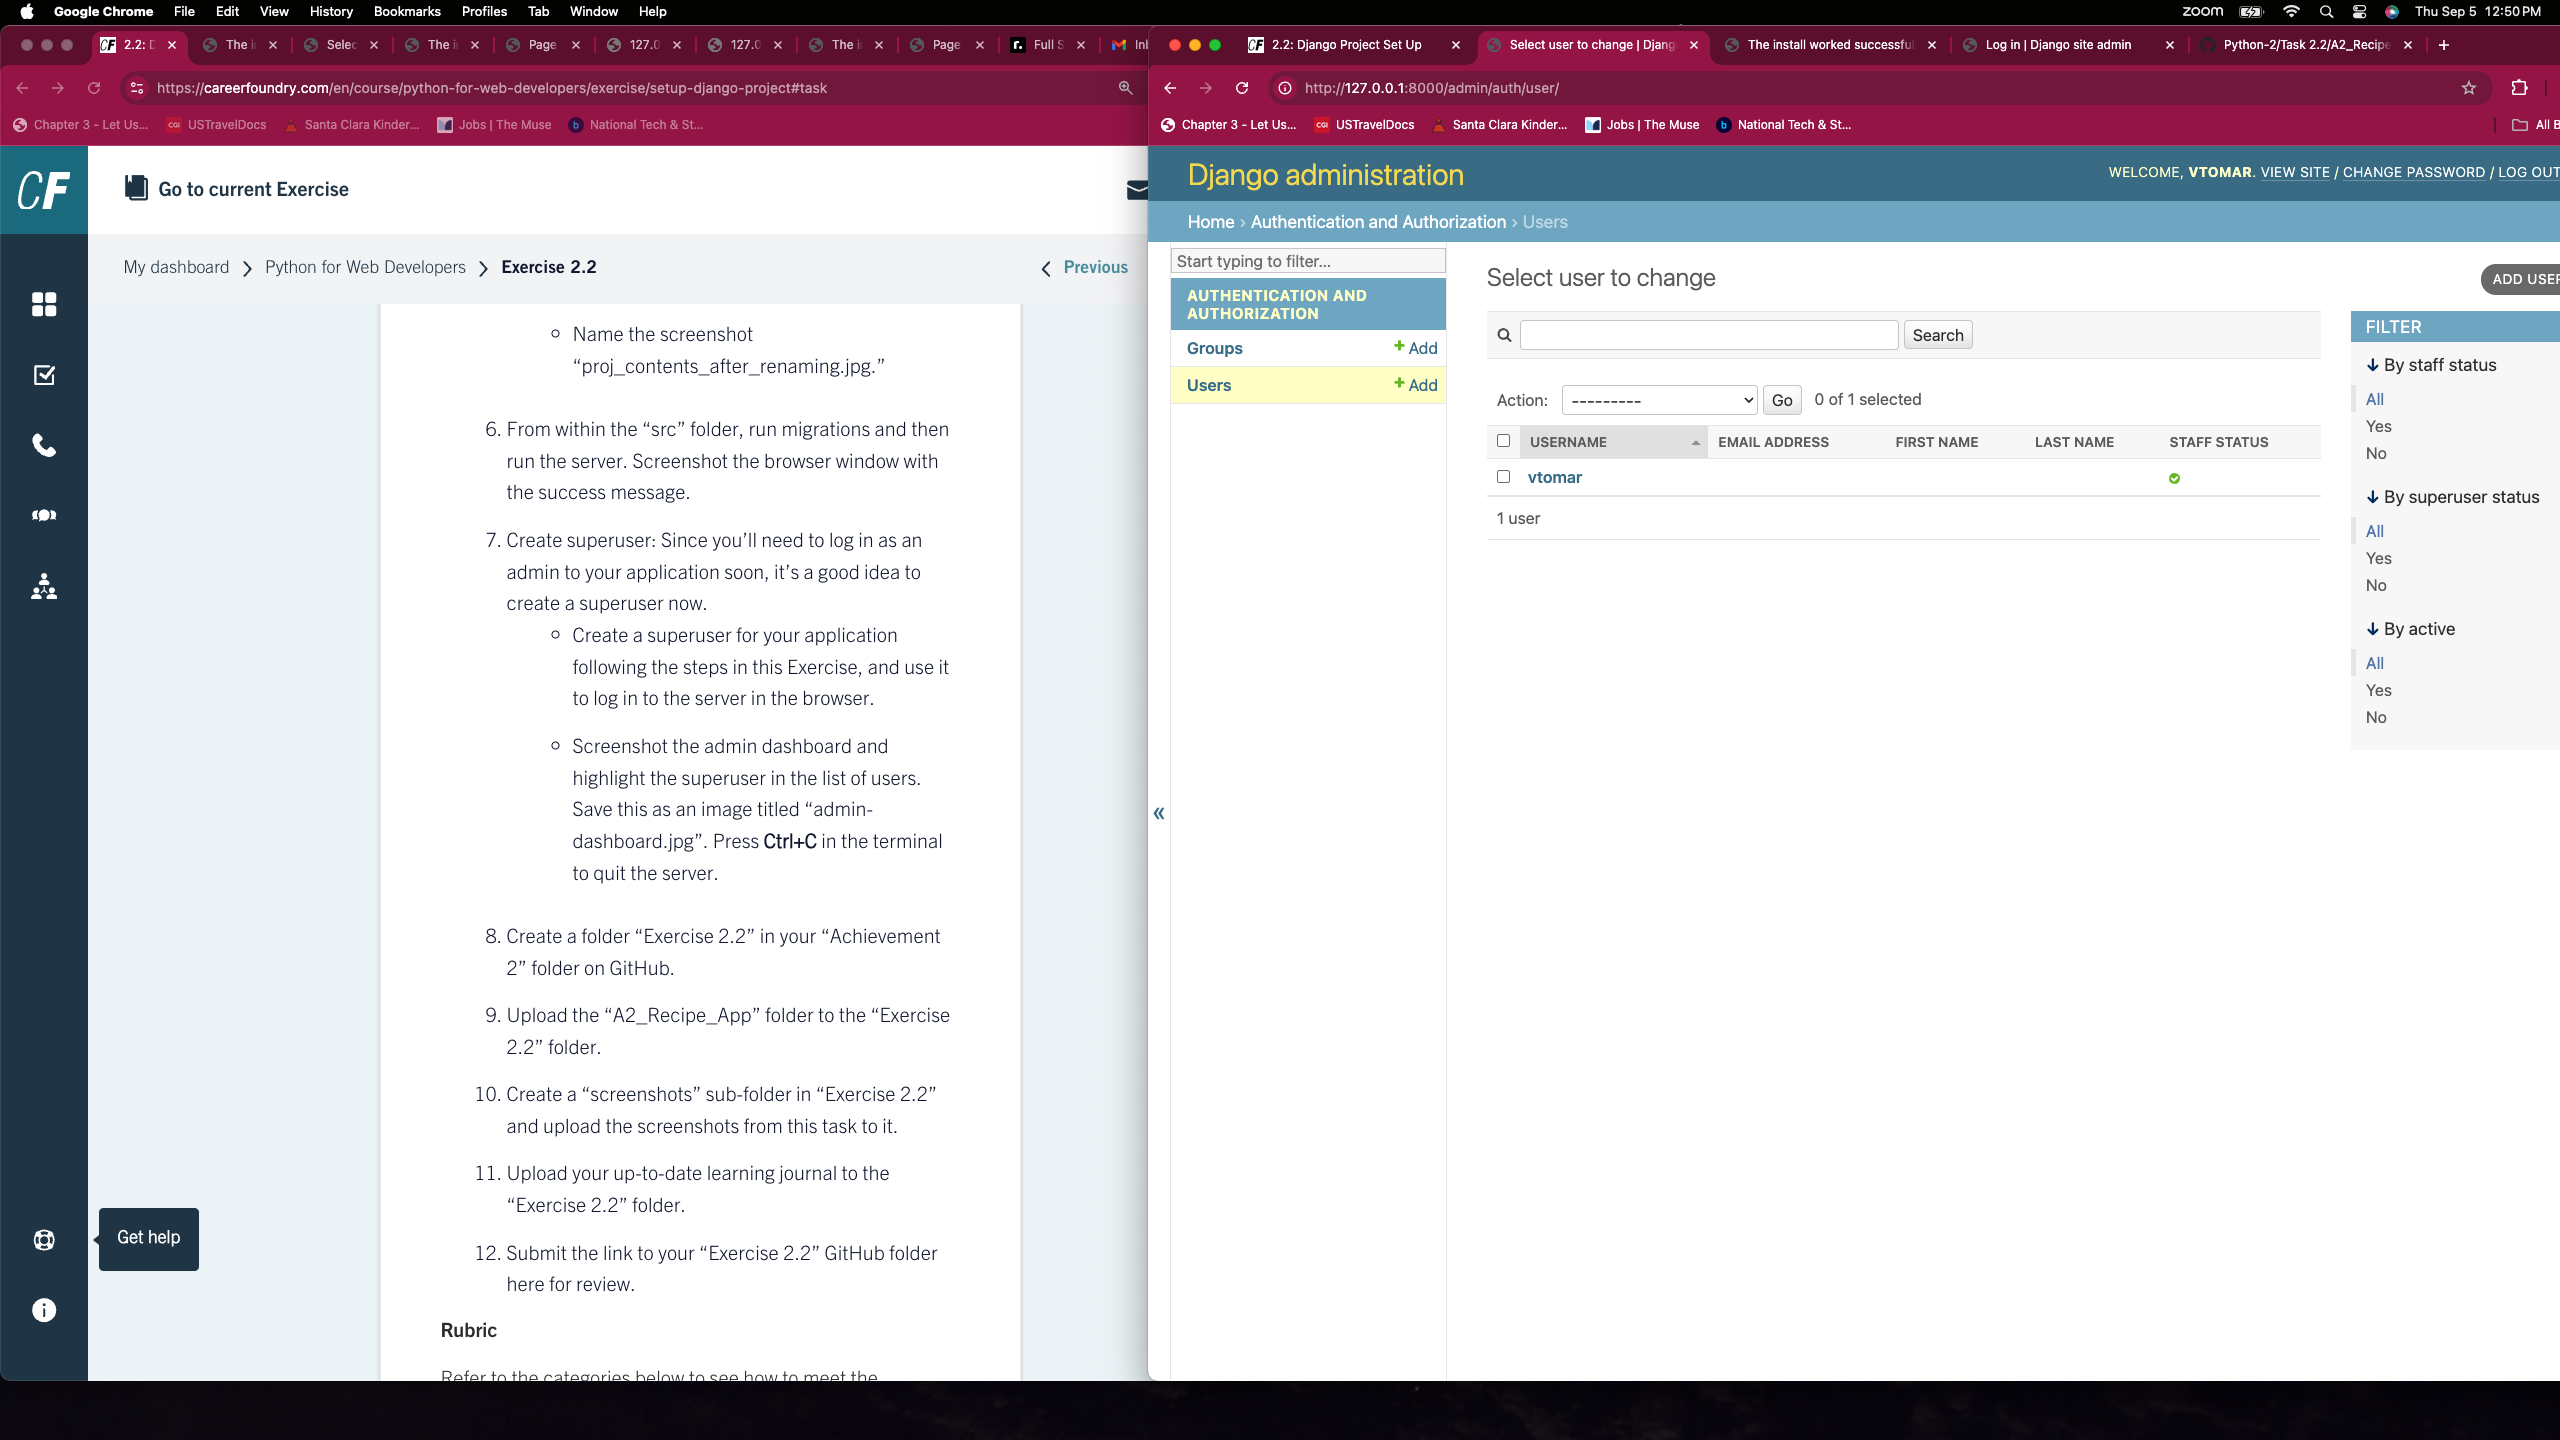 Google Chrome File Edit View History Bookmarks Profiles Tab Window Help zoom Thu Sep 5 12:50 PM
CF 2.2: D The i Selec The i Page 127.0 127.0 The i Page Full S Inl
https://careerfoundry.com/en/course/python-for-web-developers/exercise/setup-django-project#task
Chapter 3 - Let Us... USTravelDocs Santa Clara Kinder... Jobs | The Muse National Tech & St...
CF Go to current Exercise
My dashboard Python for Web Developers Exercise 2.2 Previous
Name the screenshot
“proj_contents_after_renaming.jpg.”
6. From within the “src” folder, run migrations and then
run the server. Screenshot the browser window with
the success message.
7. Create superuser: Since you’ll need to log in as an
admin to your application soon, it’s a good idea to
create a superuser now.
Create a superuser for your application
following the steps in this Exercise, and use it
to log in to the server in the browser.
Screenshot the admin dashboard and
highlight the superuser in the list of users.
Save this as an image titled “admin-
dashboard.jpg”. Press Ctrl+C in the terminal
to quit the server.
8. Create a folder “Exercise 2.2” in your “Achievement
2” folder on GitHub.
9. Upload the “A2_Recipe_App” folder to the “Exercise
2.2” folder.
10. Create a “screenshots” sub-folder in “Exercise 2.2”
and upload the screenshots from this task to it.
11. Upload your up-to-date learning journal to the
“Exercise 2.2” folder.
12. Submit the link to your “Exercise 2.2” GitHub folder
here for review.
Rubric
Refer to the categories below to see how to meet the
Get help
CF 2.2: Django Project Set Up Select user to change | Djang The install worked successfu Log in | Django site admin Python-2/Task 2.2/A2_Recipe
http://127.0.0.1:8000/admin/auth/user/
Chapter 3 - Let Us... USTravelDocs Santa Clara Kinder... Jobs | The Muse National Tech & St... All B
Django administration
WELCOME, VTOMAR. VIEW SITE / CHANGE PASSWORD / LOG OUT
Home › Authentication and Authorization › Users
Start typing to filter...
AUTHENTICATION AND
AUTHORIZATION
Groups + Add
Users + Add
«
Select user to change
ADD USER
Search
Action: --------- Go 0 of 1 selected
USERNAME EMAIL ADDRESS FIRST NAME LAST NAME STAFF STATUS
vtomar
1 user
FILTER
↓ By staff status
All
Yes
No
↓ By superuser status
All
Yes
No
↓ By active
All
Yes
No